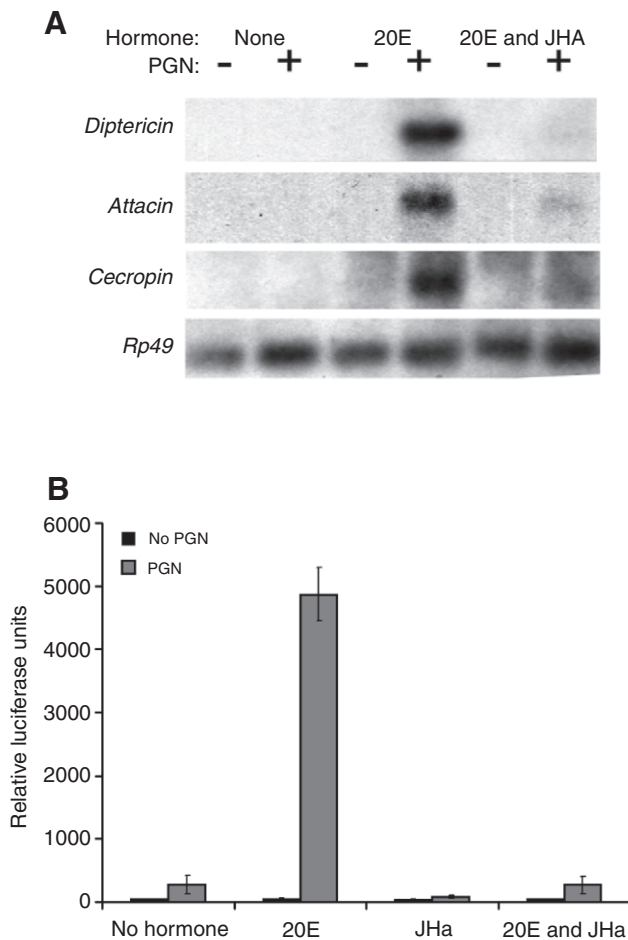 A
Hormone: None 20E 20E and JHA
PGN: - + - + - +
Diptericin
Attacin
Cecropin
Rp49
B
6000
5000
4000
3000
2000
1000
0
No PGN
PGN
Relative luciferase units
No hormone 20E JHa 20E and JHa